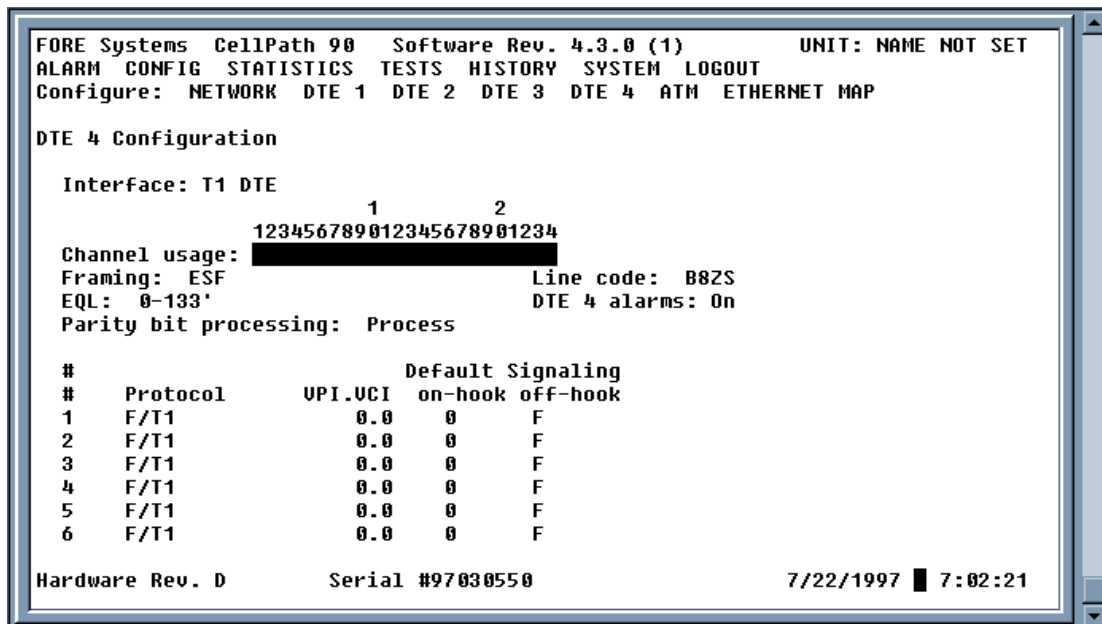 FORE Systems  CellPath 90   Software Rev. 4.3.0 (1)             UNIT: NAME NOT SET
ALARM  CONFIG  STATISTICS   TESTS  HISTORY  SYSTEM  LOGOUT
Configure:  NETWORK  DTE 1  DTE 2  DTE 3  DTE 4  ATM  ETHERNET MAP
DTE 4 Configuration
Interface: T1 DTE
1         2
123456789012345678901234
Channel usage:
Framing:  ESF                        Line code:  B8ZS
EQL:  0-133'                         DTE 4 alarms: On
Parity bit processing:  Process
#                          Default Signaling
#     Protocol      VPI.VCI   on-hook off-hook
1     F/T1              0.0      0        F
2     F/T1              0.0      0        F
3     F/T1              0.0      0        F
4     F/T1              0.0      0        F
5     F/T1              0.0      0        F
6     F/T1              0.0      0        F
Hardware Rev. D          Serial #97030550                    7/22/1997   7:02:21